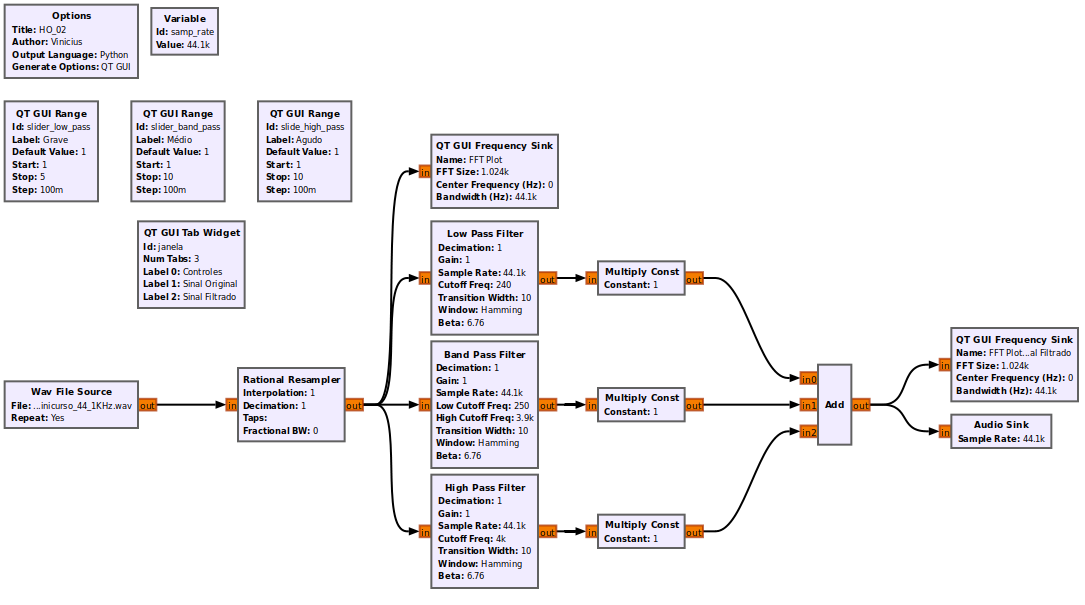 Options
Title: HO_02
Author: Vinicius
Output Language: Python
Generate Options: QT GUI
Variable
Id: samp_rate
Value: 44.1k
QT GUI Range
Id: slider_low_pass
Label: Grave
Default Value: 1
Start: 1
Stop: 5
Step: 100m
QT GUI Range
Id: slider_band_pass
Label: Médio
Default Value: 1
Start: 1
Stop: 10
Step: 100m
QT GUI Range
Id: slide_high_pass
Label: Agudo
Default Value: 1
Start: 1
Stop: 10
Step: 100m
QT GUI Tab Widget
Id: janela
Num Tabs: 3
Label 0: Controles
Label 1: Sinal Original
Label 2: Sinal Filtrado
Wav File Source
File: ...inicurso_44_1KHz.wav
Repeat: Yes
out
in
Rational Resampler
Interpolation: 1
Decimation: 1
Taps:
Fractional BW: 0
out
in
QT GUI Frequency Sink
Name: FFT Plot
FFT Size: 1.024k
Center Frequency (Hz): 0
Bandwidth (Hz): 44.1k
in
Low Pass Filter
Decimation: 1
Gain: 1
Sample Rate: 44.1k
Cutoff Freq: 240
Transition Width: 10
Window: Hamming
Beta: 6.76
out
in
Band Pass Filter
Decimation: 1
Gain: 1
Sample Rate: 44.1k
Low Cutoff Freq: 250
High Cutoff Freq: 3.9k
Transition Width: 10
Window: Hamming
Beta: 6.76
out
in
High Pass Filter
Decimation: 1
Gain: 1
Sample Rate: 44.1k
Cutoff Freq: 4k
Transition Width: 10
Window: Hamming
Beta: 6.76
out
in
Multiply Const
Constant: 1
out
in
Multiply Const
Constant: 1
out
in
Multiply Const
Constant: 1
out
in0
in1
in2
Add
out
in
QT GUI Frequency Sink
Name: FFT Plot...al Filtrado
FFT Size: 1.024k
Center Frequency (Hz): 0
Bandwidth (Hz): 44.1k
in
Audio Sink
Sample Rate: 44.1k